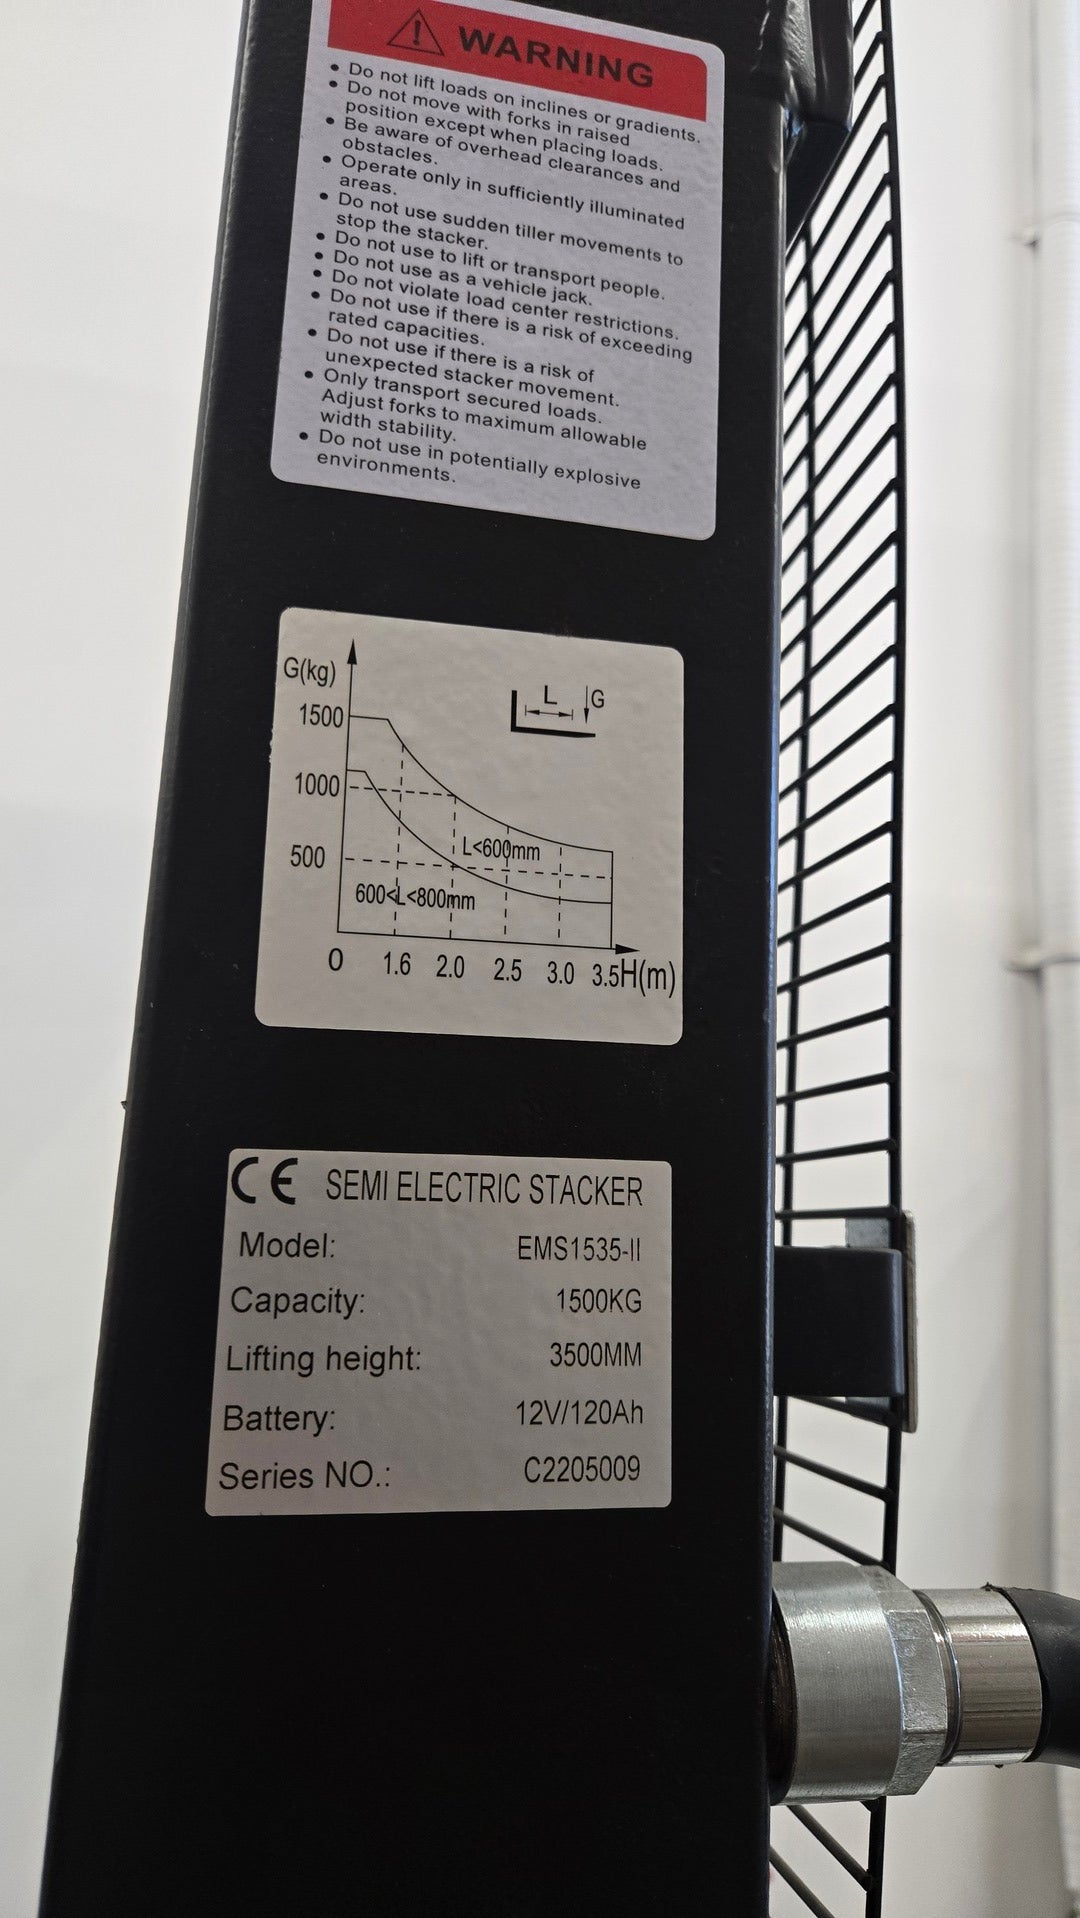 WARNING
• Do not lift loads on inclines or gradients.
• Do not move with forks in raised
position except when placing loads.
• Be aware of overhead clearances and
obstacles.
• Operate only in sufficiently illuminated
areas.
• Do not use sudden tiller movements to
stop the stacker.
• Do not use to lift or transport people.
• Do not use as a vehicle jack.
• Do not violate load center restrictions.
• Do not use if there is a risk of exceeding
rated capacities.
• Do not use if there is a risk of
unexpected stacker movement.
• Only transport secured loads.
Adjust forks to maximum allowable
width stability.
• Do not use in potentially explosive
environments.
G(kg)
L G
1500
1000
500
L<600mm
600<L<800mm
0 1.6 2.0 2.5 3.0 3.5H(m)
CE SEMI ELECTRIC STACKER
Model: EMS1535-II
Capacity: 1500KG
Lifting height: 3500MM
Battery: 12V/120Ah
Series NO.: C2205009